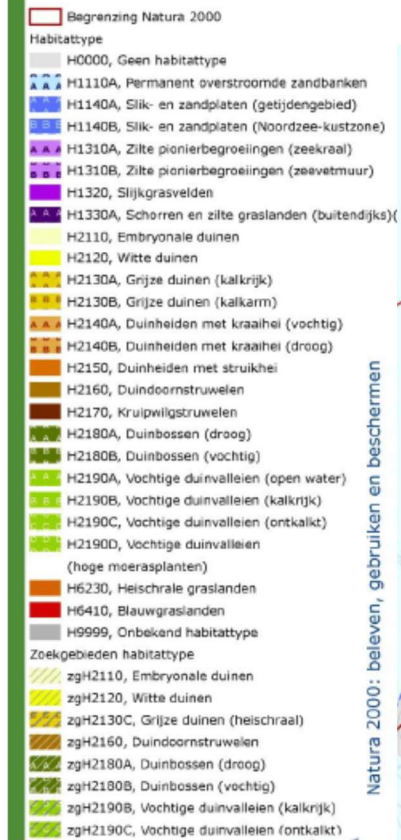 Begrenzing Natura 2000
Habitattype
H0000, Geen habitattype
H1110A, Permanent overstroomde zandbanken
H1140A, Slik- en zandplaten (getijdengebied)
H1140B, Slik- en zandplaten (Noordzee-kustzone)
H1310A, Zilte pionierbegroeiingen (zeekraal)
H1310B, Zilte pionierbegroeiingen (zeevetmuur)
H1320, Slijkgrasvelden
H1330A, Schorren en zilte graslanden (buitendijks)(
H2110, Embryonale duinen
H2120, Witte duinen
H2130A, Grijze duinen (kalkrijk)
H2130B, Grijze duinen (kalkarm)
H2140A, Duinheiden met kraaihei (vochtig)
H2140B, Duinheiden met kraaihei (droog)
H2150, Duinheiden met struikhei
H2160, Duindoornstruwelen
H2170, Kruipwilgstruwelen
H2180A, Duinbossen (droog)
H2180B, Duinbossen (vochtig)
H2190A, Vochtige duinvalleien (open water)
H2190B, Vochtige duinvalleien (kalkrijk)
H2190C, Vochtige duinvalleien (ontkalkt)
H2190D, Vochtige duinvalleien
(hoge moerasplanten)
H6230, Heischrale graslanden
H6410, Blauwgraslanden
H9999, Onbekend habitattype
Zoekgebieden habitattype
zgH2110, Embryonale duinen
zgH2120, Witte duinen
zgH2130C, Grijze duinen (heischraal)
zgH2160, Duindoornstruwelen
zgH2180A, Duinbossen (droog)
zgH2180B, Duinbossen (vochtig)
zgH2190B, Vochtige duinvalleien (kalkrijk)
zgH2190C, Vochtige duinvalleien (ontkalkt)
Natura 2000: beleven, gebruiken en beschermen